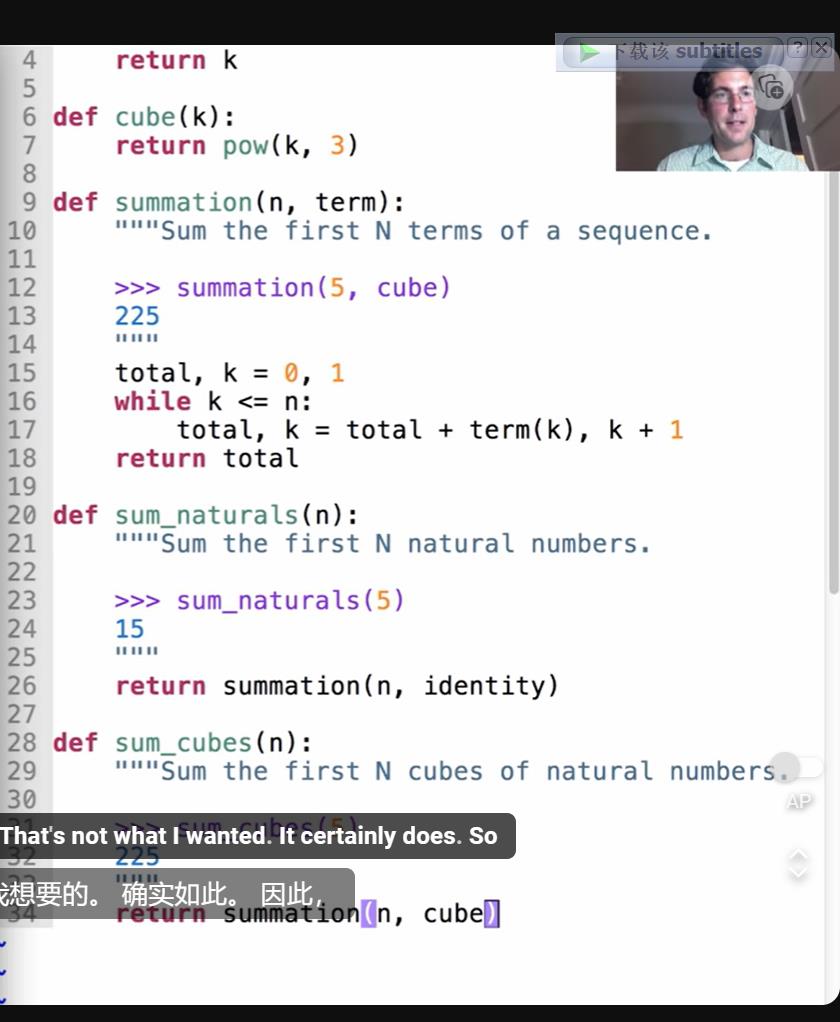 下载该 subtitles ? X
4 return k
5
6 def cube(k):
7 return pow(k, 3)
8
9 def summation(n, term):
10 """Sum the first N terms of a sequence.
11
12 >>> summation(5, cube)
13 225
14 """
15 total, k = 0, 1
16 while k <= n:
17 total, k = total + term(k), k + 1
18 return total
19
20 def sum_naturals(n):
21 """Sum the first N natural numbers.
22
23 >>> sum_naturals(5)
24 15
25 """
26 return summation(n, identity)
27
28 def sum_cubes(n):
29 """Sum the first N cubes of natural numbers.
30
AP
31 >>> sum_cubes(5)
That's not what I wanted. It certainly does. So
32 225
33 """
想要的。 确实如此。 因此，
34 return summation(n, cube)
~
~
~